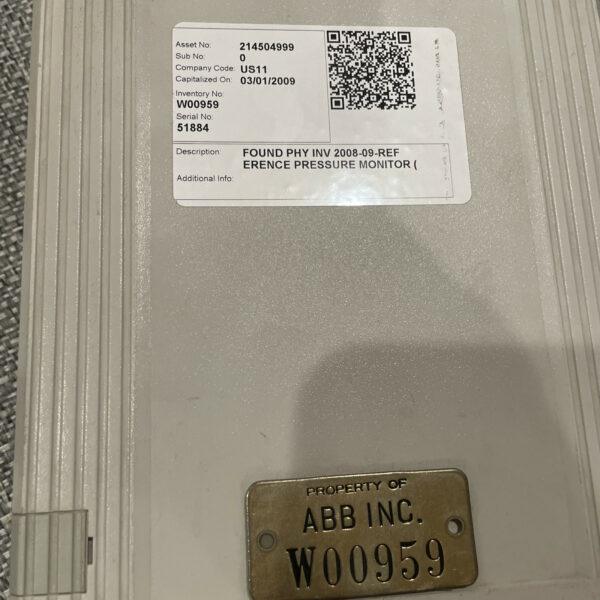 Asset No: 214504999
Sub No: 0
Company Code: US11
Capitalized On: 03/01/2009
Inventory No:
W00959
Serial No:
51884
Description: FOUND PHY INV 2008-09-REF
ERENCE PRESSURE MONITOR (
Additional Info:
PROPERTY OF
ABB INC.
W00959